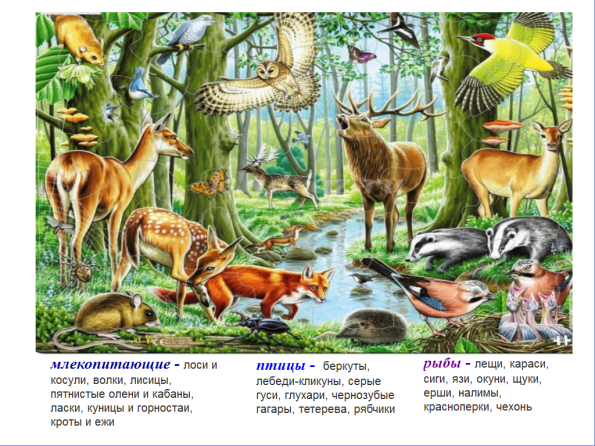 млекопитающие - лоси и
косули, волки, лисицы,
пятнистые олени и кабаны,
ласки, куницы и горностаи,
кроты и ежи
птицы - беркуты,
лебеди-кликуны, серые
гуси, глухари, чернозубые
гагары, тетерева, рябчики
рыбы - лещи, караси,
сиги, язи, окуни, щуки,
ерши, налимы,
красноперки, чехонь